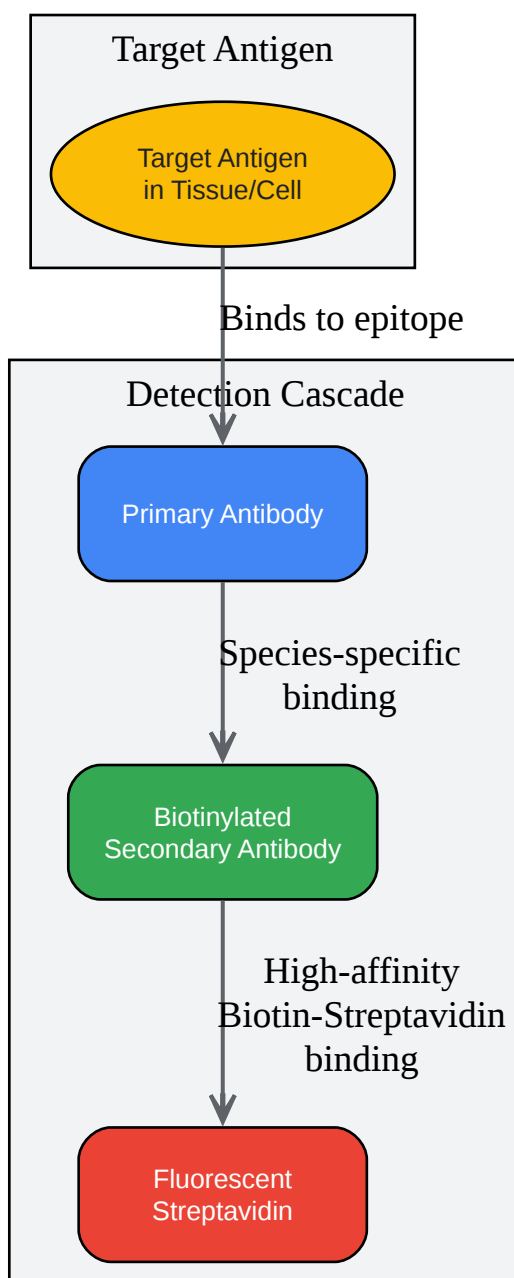 Target Antigen
Target Antigen
in Tissue/Cell
Binds to epitope
Detection Cascade
Primary Antibody
Species-specific
binding
Biotinylated
Secondary Antibody
High-affinity
Biotin-Streptavidin
binding
Fluorescent
Streptavidin